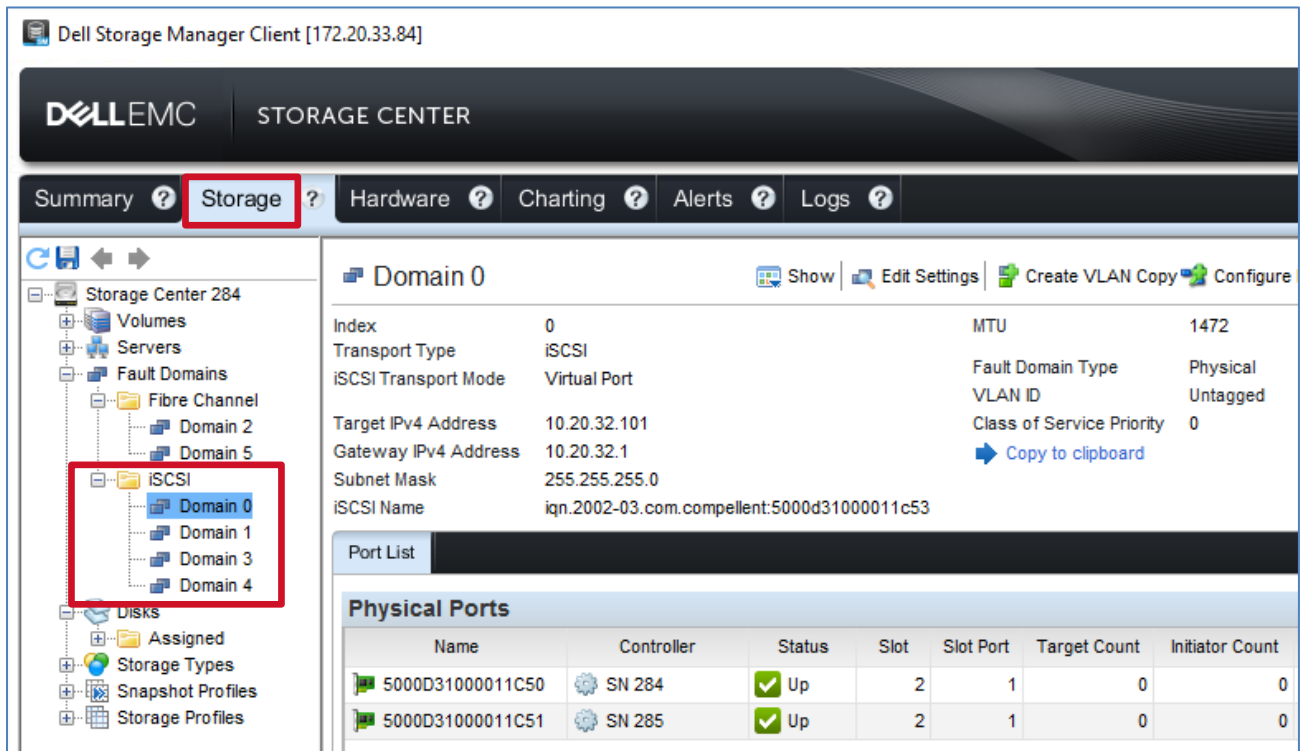 Dell Storage Manager Client [172.20.33.84]
DELLEMC STORAGE CENTER
Summary ? Storage ? Hardware ? Charting ? Alerts ? Logs ?
Storage Center 284
Volumes
Servers
Fault Domains
Fibre Channel
Domain 2
Domain 5
iSCSI
Domain 0
Domain 1
Domain 3
Domain 4
Disks
Assigned
Storage Types
Snapshot Profiles
Storage Profiles
Domain 0 Show Edit Settings Create VLAN Copy Configure
Index 0 MTU 1472
Transport Type iSCSI
iSCSI Transport Mode Virtual Port
Fault Domain Type Physical
VLAN ID Untagged
Target IPv4 Address 10.20.32.101 Class of Service Priority 0
Gateway IPv4 Address 10.20.32.1 Copy to clipboard
Subnet Mask 255.255.255.0
iSCSI Name iqn.2002-03.com.compellent:5000d31000011c53
Port List
Physical Ports
Name Controller Status Slot Slot Port Target Count Initiator Count
5000D31000011C50 SN 284 Up 2 1 0 0
5000D31000011C51 SN 285 Up 2 1 0 0